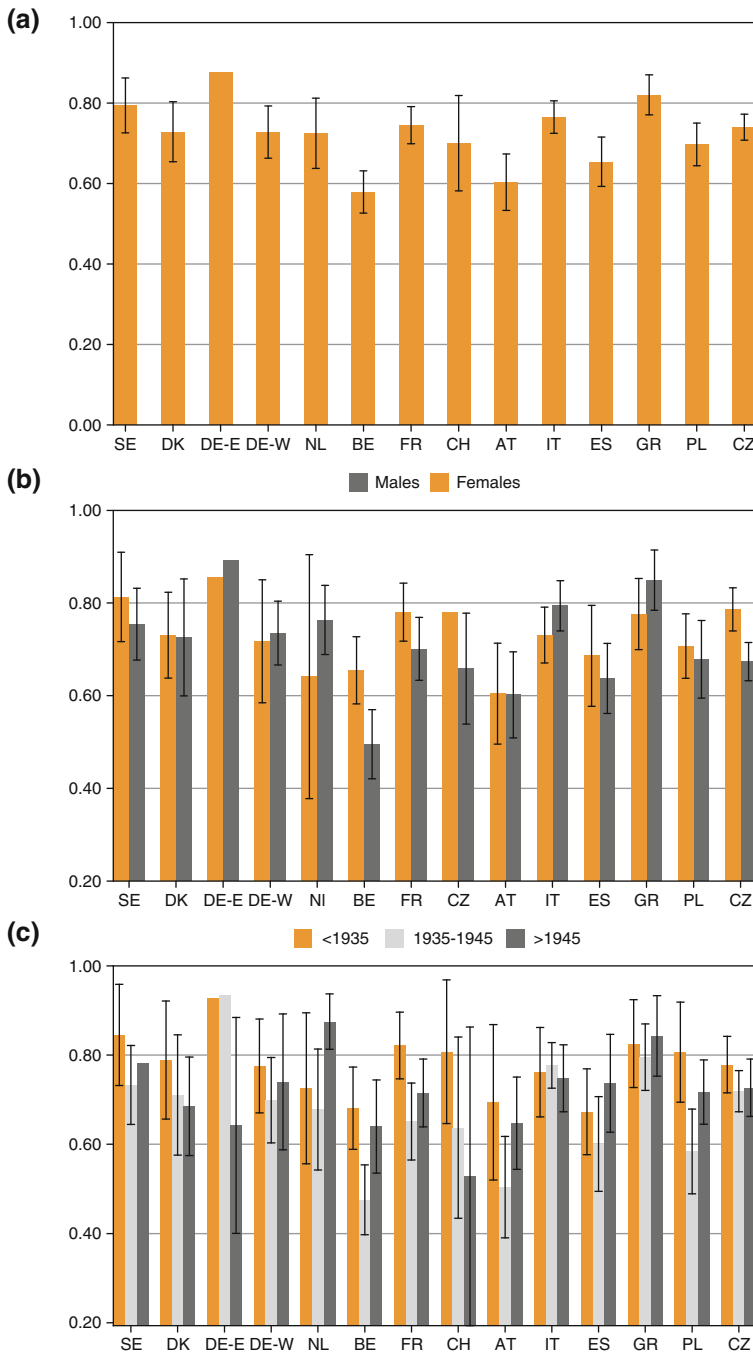 (a)
1.00
0.80
0.60
0.40
0.20
0.00
SE DK DE-E DE-W NL BE FR CH AT IT ES GR PL CZ
(b)
Males Females
1.00
0.80
0.60
0.40
0.20
SE DK DE-E DE-W NI BE FR CZ AT IT ES GR PL CZ
(c)
<1935 1935-1945 >1945
1.00
0.80
0.60
0.40
0.20
SE DK DE-E DE-W NL BE FR CH AT IT ES GR PL CZ